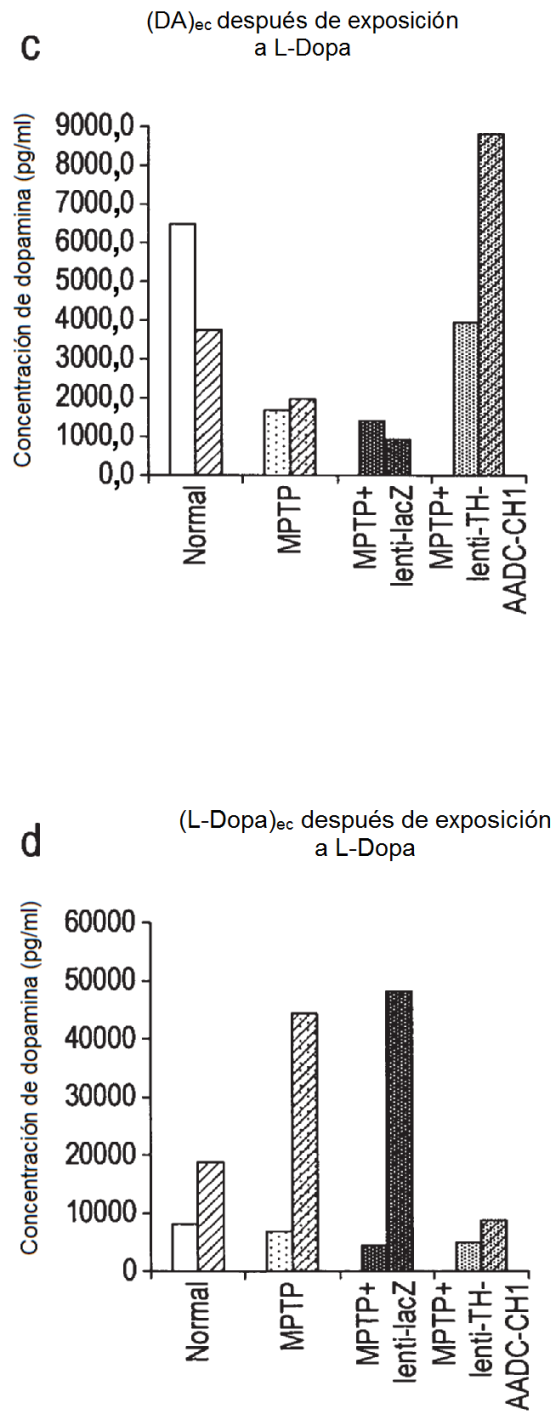 c
(DA)ec después de exposición
a L-Dopa
Concentración de dopamina (pg/ml)
9000,0
8000,0
7000,0
6000,0
5000,0
4000,0
3000,0
2000,0
1000,0
0,0
Normal
MPTP
MPTP+
lenti-lacZ
MPTP+
lenti-TH-
AADC-CH1
d
(L-Dopa)ec después de exposición
a L-Dopa
Concentración de dopamina (pg/ml)
60000
50000
40000
30000
20000
10000
0
Normal
MPTP
MPTP+
lenti-lacZ
MPTP+
lenti-TH-
AADC-CH1